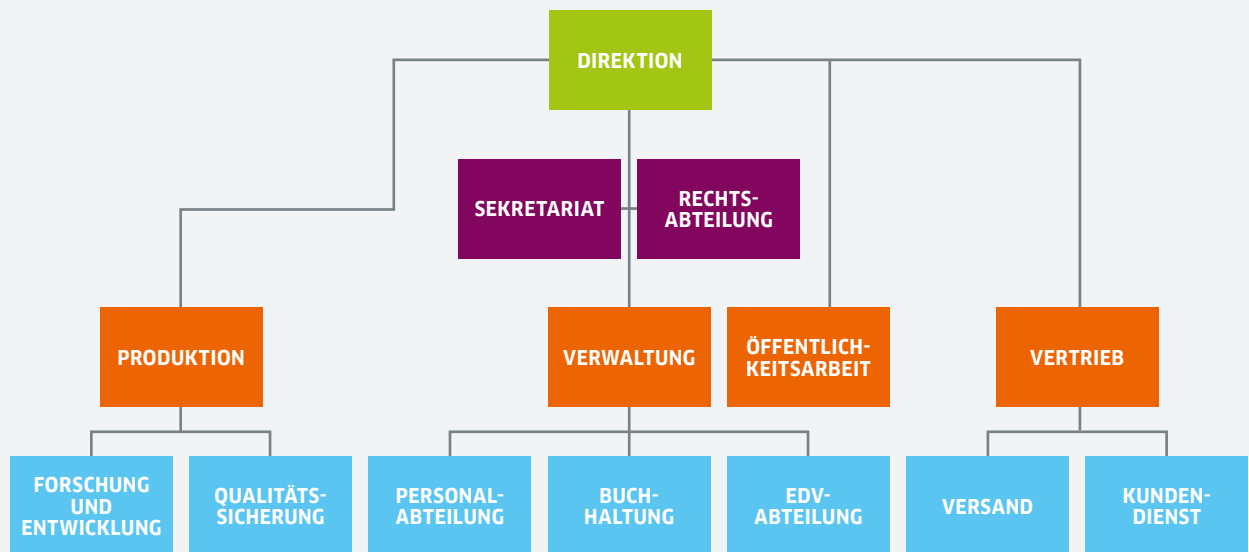 DIREKTION
SEKRETARIAT
RECHTS-
ABTEILUNG
PRODUKTION
VERWALTUNG
ÖFFENTLICH-
KEITSARBEIT
VERTRIEB
FORSCHUNG
UND
ENTWICKLUNG
QUALITÄTS-
SICHERUNG
PERSONAL-
ABTEILUNG
BUCH-
HALTUNG
EDV-
ABTEILUNG
VERSAND
KUNDEN-
DIENST